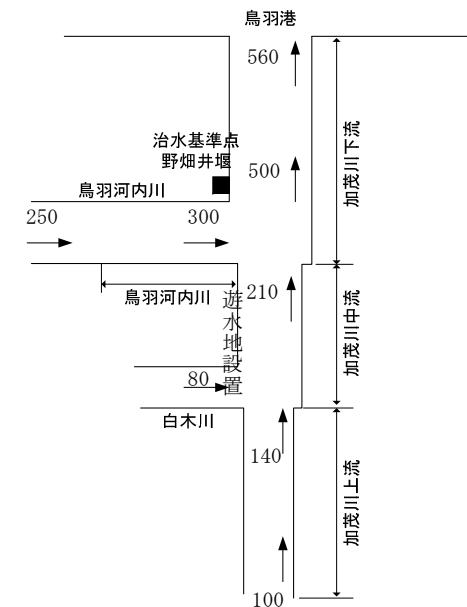 鳥羽港
560
治水基準点
野畑井堰
500
加茂川下流
鳥羽河内川
250
300
鳥羽河内川
210
遊水地設置
加茂川中流
80
白木川
140
加茂川上流
100